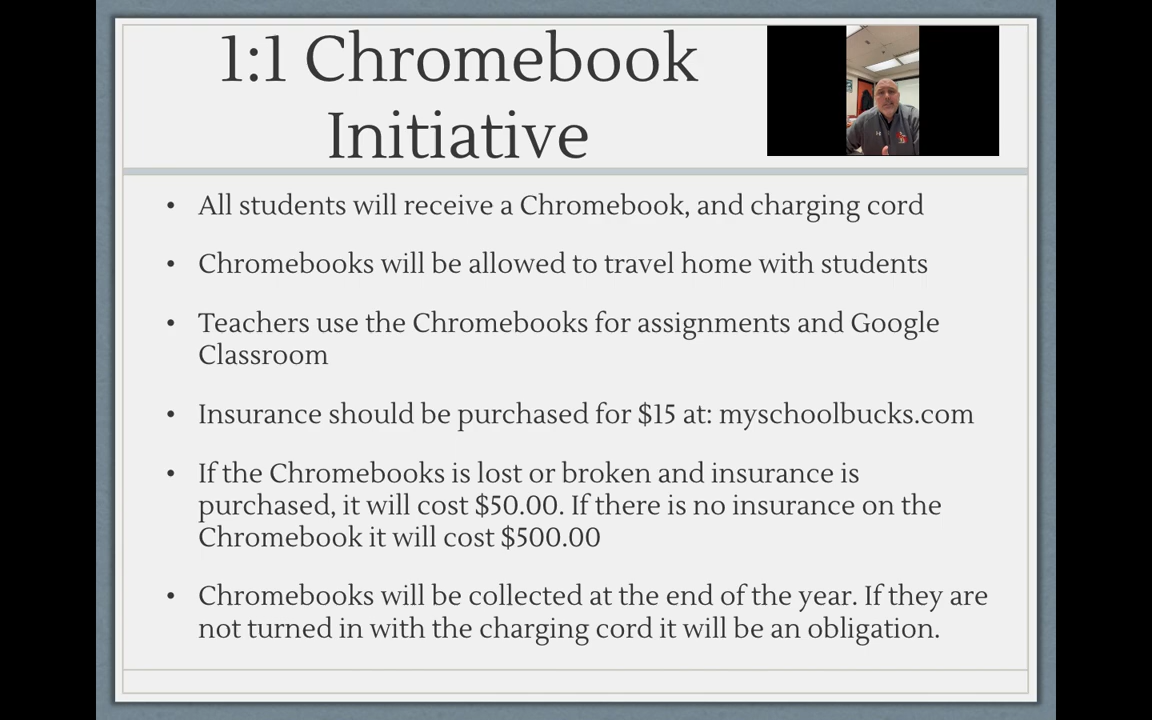 1:1 Chromebook
Initiative
• All students will receive a Chromebook, and charging cord
• Chromebooks will be allowed to travel home with students
• Teachers use the Chromebooks for assignments and Google
Classroom
• Insurance should be purchased for $15 at: myschoolbucks.com
• If the Chromebooks is lost or broken and insurance is
purchased, it will cost $50.00. If there is no insurance on the
Chromebook it will cost $500.00
• Chromebooks will be collected at the end of the year. If they are
not turned in with the charging cord it will be an obligation.